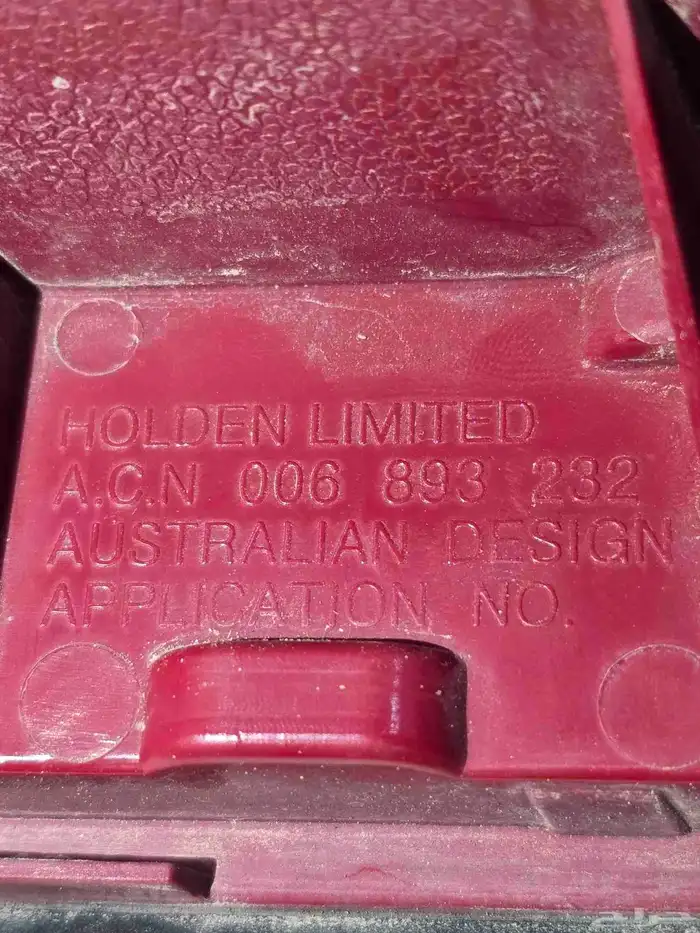 HOLDEN LIMITED
A.C.N 006 893 232
AUSTRALIAN DESIGN
APPLICATION NO.